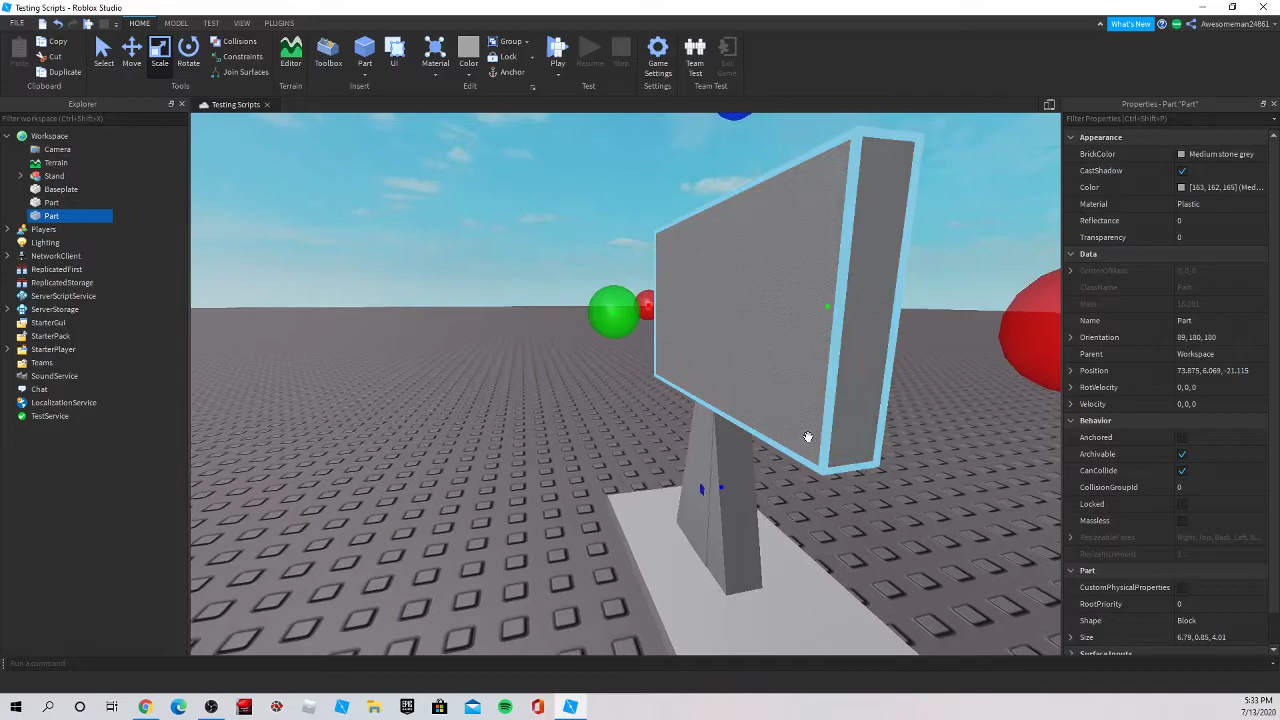 Testing Scripts - Roblox Studio
FILE HOME MODEL TEST VIEW PLUGINS What's New Awesomeman24861
Paste Copy Cut Duplicate Select Move Scale Rotate Collisions Constraints Join Surfaces Editor Toolbox Part UI Material Color Group Lock Anchor Play Resume Stop Game Settings Team Test Exit Game
Clipboard Tools Terrain Insert Edit Test Settings Team Test
Explorer
Filter workspace (Ctrl+Shift+X)
Workspace
Camera
Terrain
Stand
Baseplate
Part
Part
Players
Lighting
NetworkClient
ReplicatedFirst
ReplicatedStorage
ServerScriptService
ServerStorage
StarterGui
StarterPack
StarterPlayer
Teams
SoundService
Chat
LocalizationService
TestService
Testing Scripts
Properties - Part "Part"
Filter Properties (Ctrl+Shift+P)
Appearance
BrickColor Medium stone grey
CastShadow
Color [163, 162, 165] (Med...
Material Plastic
Reflectance 0
Transparency 0
Data
CenterOfMass 0, 0, 0
ClassName Part
Mass 16.201
Name Part
Orientation 89, 180, 180
Parent Workspace
Position 73.875, 6.069, -21.115
RotVelocity 0, 0, 0
Velocity 0, 0, 0
Behavior
Anchored
Archivable
CanCollide
CollisionGroupId 0
Locked
Massless
ResizeableFaces Right, Top, Back, Left, B...
ResizeIncrement 1
Part
CustomPhysicalProperties
RootPriority 0
Shape Block
Size 6.79, 0.85, 4.01
Surface Inputs
Run a command
5:33 PM
7/13/2020